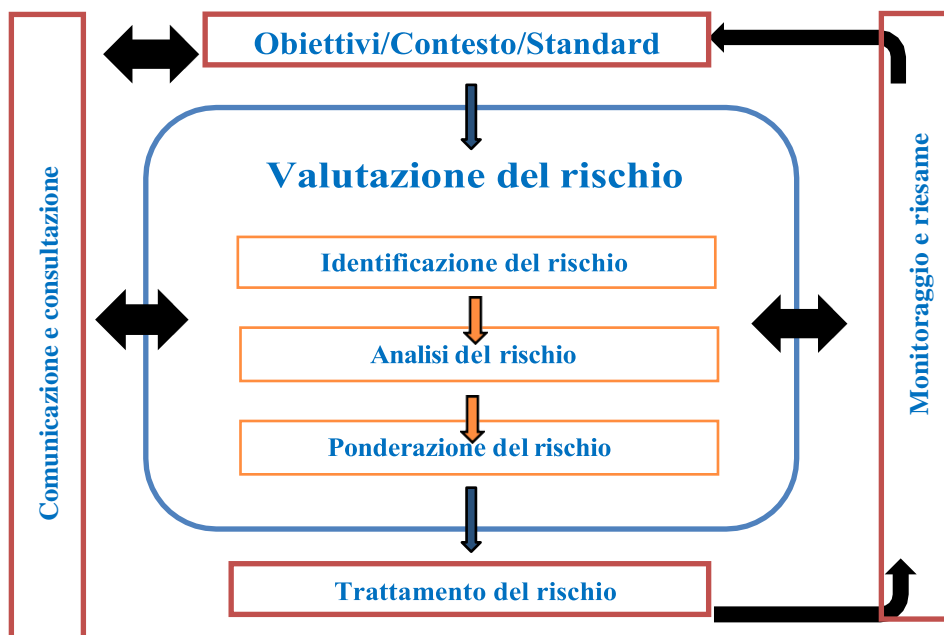 Obiettivi/Contesto/Standard
Comunicazione e consultazione
Valutazione del rischio
Identificazione del rischio
Analisi del rischio
Ponderazione del rischio
Trattamento del rischio
Monitoraggio e riesame